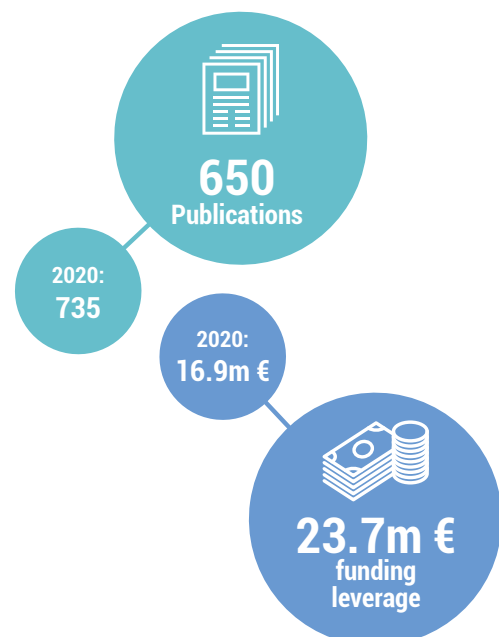 650
Publications
2020:
735
2020:
16.9m €
23.7m €
funding
leverage